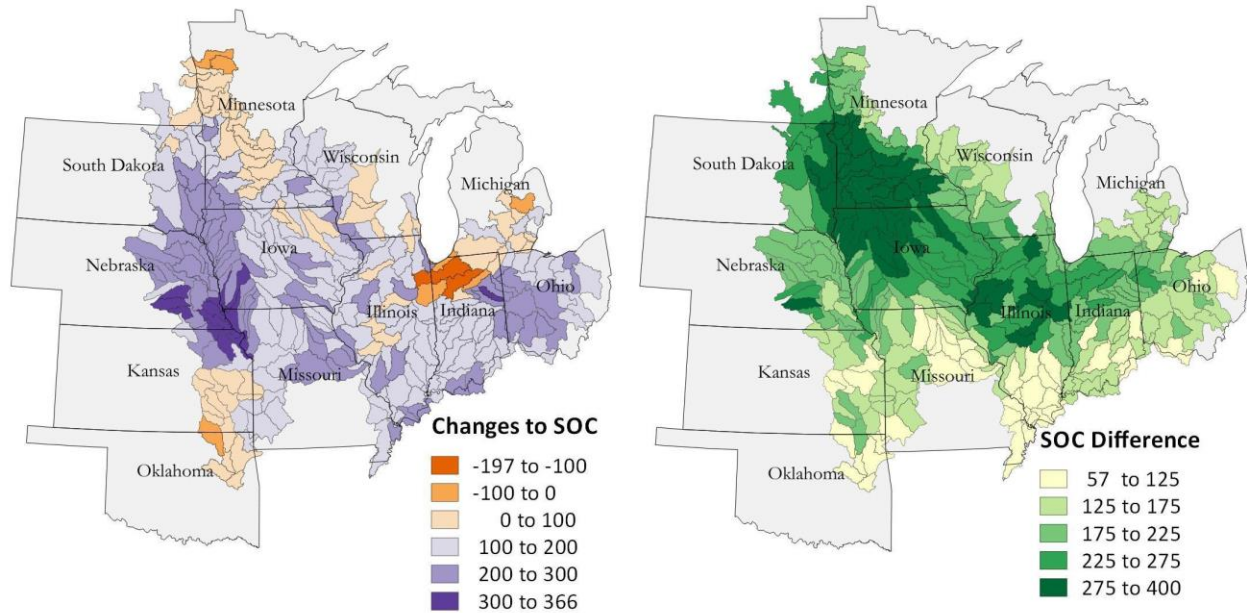 Minnesota
South Dakota
Wisconsin
Michigan
Iowa
Nebraska
Ohio
Illinois
Indiana
Kansas
Missouri
Oklahoma
Changes to SOC
-197 to -100
-100 to 0
0 to 100
100 to 200
200 to 300
300 to 366
Minnesota
South Dakota
Wisconsin
Michigan
Iowa
Nebraska
Ohio
Illinois
Indiana
Kansas
Missouri
Oklahoma
SOC Difference
57 to 125
125 to 175
175 to 225
225 to 275
275 to 400